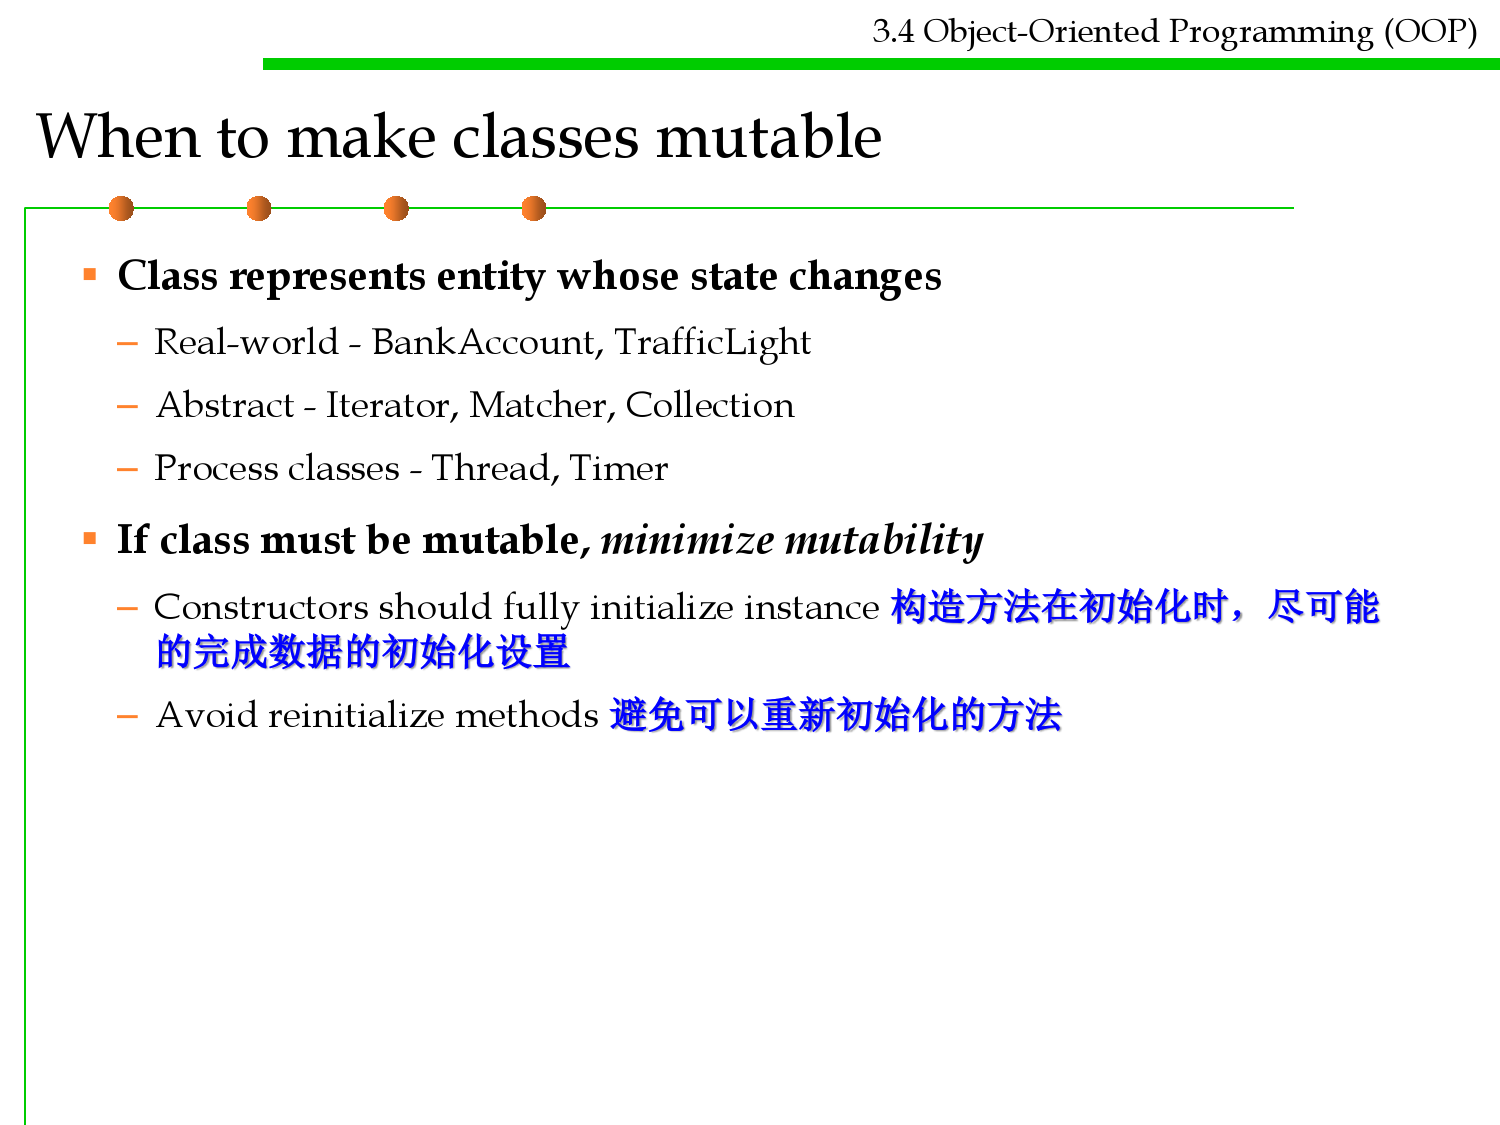 3.4 Object-Oriented Programming (OOP)
When to make classes mutable
▪ Class represents entity whose state changes
– Real-world - BankAccount, TrafficLight
– Abstract - Iterator, Matcher, Collection
– Process classes - Thread, Timer
▪ If class must be mutable, minimize mutability
– Constructors should fully initialize instance 构造方法在初始化时，尽可能
的完成数据的初始化设置
– Avoid reinitialize methods 避免可以重新初始化的方法